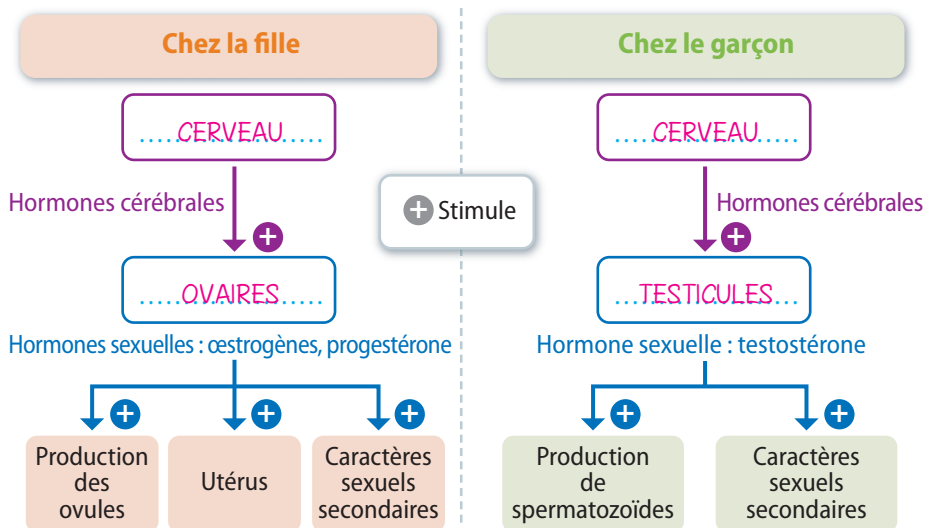 Chez la fille
CERVEAU
Hormones cérébrales
+
OVAIRES
Hormones sexuelles : œstrogènes, progestérone
+
+
+
Production
des
ovules
Utérus
Caractères
sexuels
secondaires
+ Stimule
Chez le garçon
CERVEAU
Hormones cérébrales
+
TESTICULES
Hormone sexuelle : testostérone
+
+
Production
de
spermatozoïdes
Caractères
sexuels
secondaires